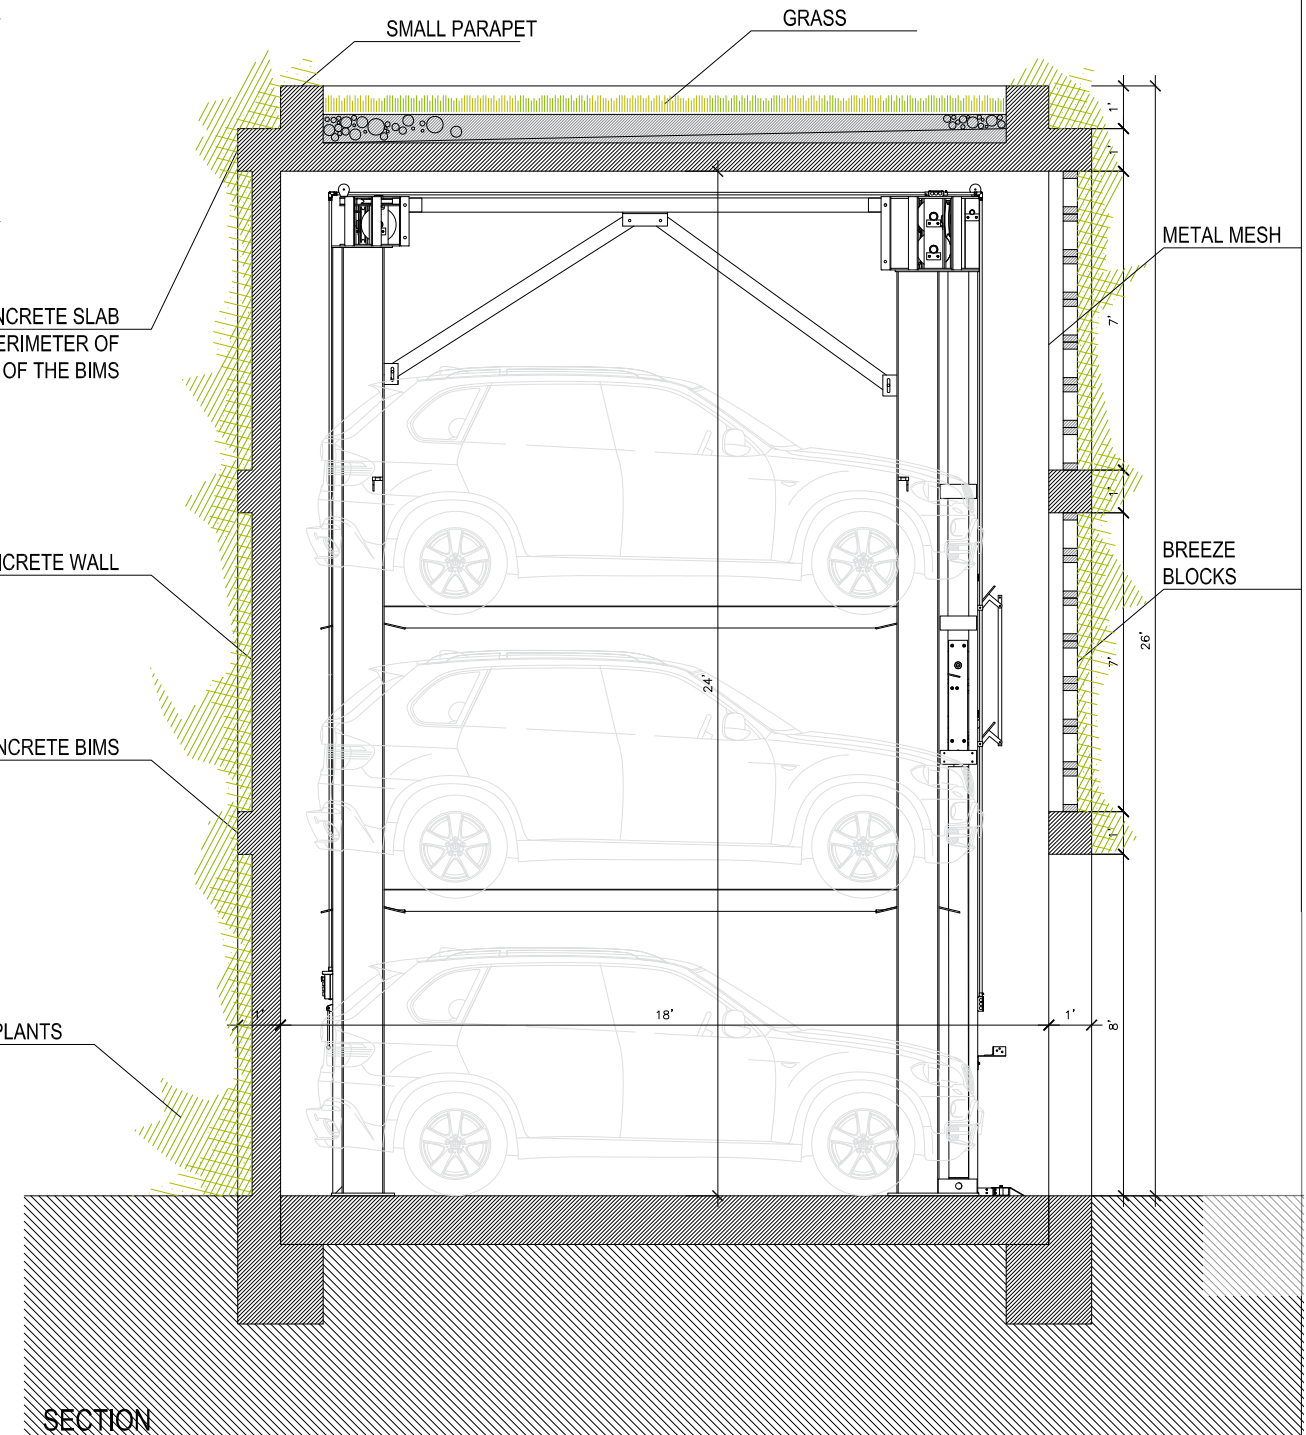 SMALL PARAPET
GRASS
1'
1'
METAL MESH
NCRETE SLAB
ERIMETER OF
OF THE BIMS
7'
1'
NCRETE WALL
BREEZE
BLOCKS
26'
7'
24'
NCRETE BIMS
1'
PLANTS
1'
18'
1'
8'
SECTION